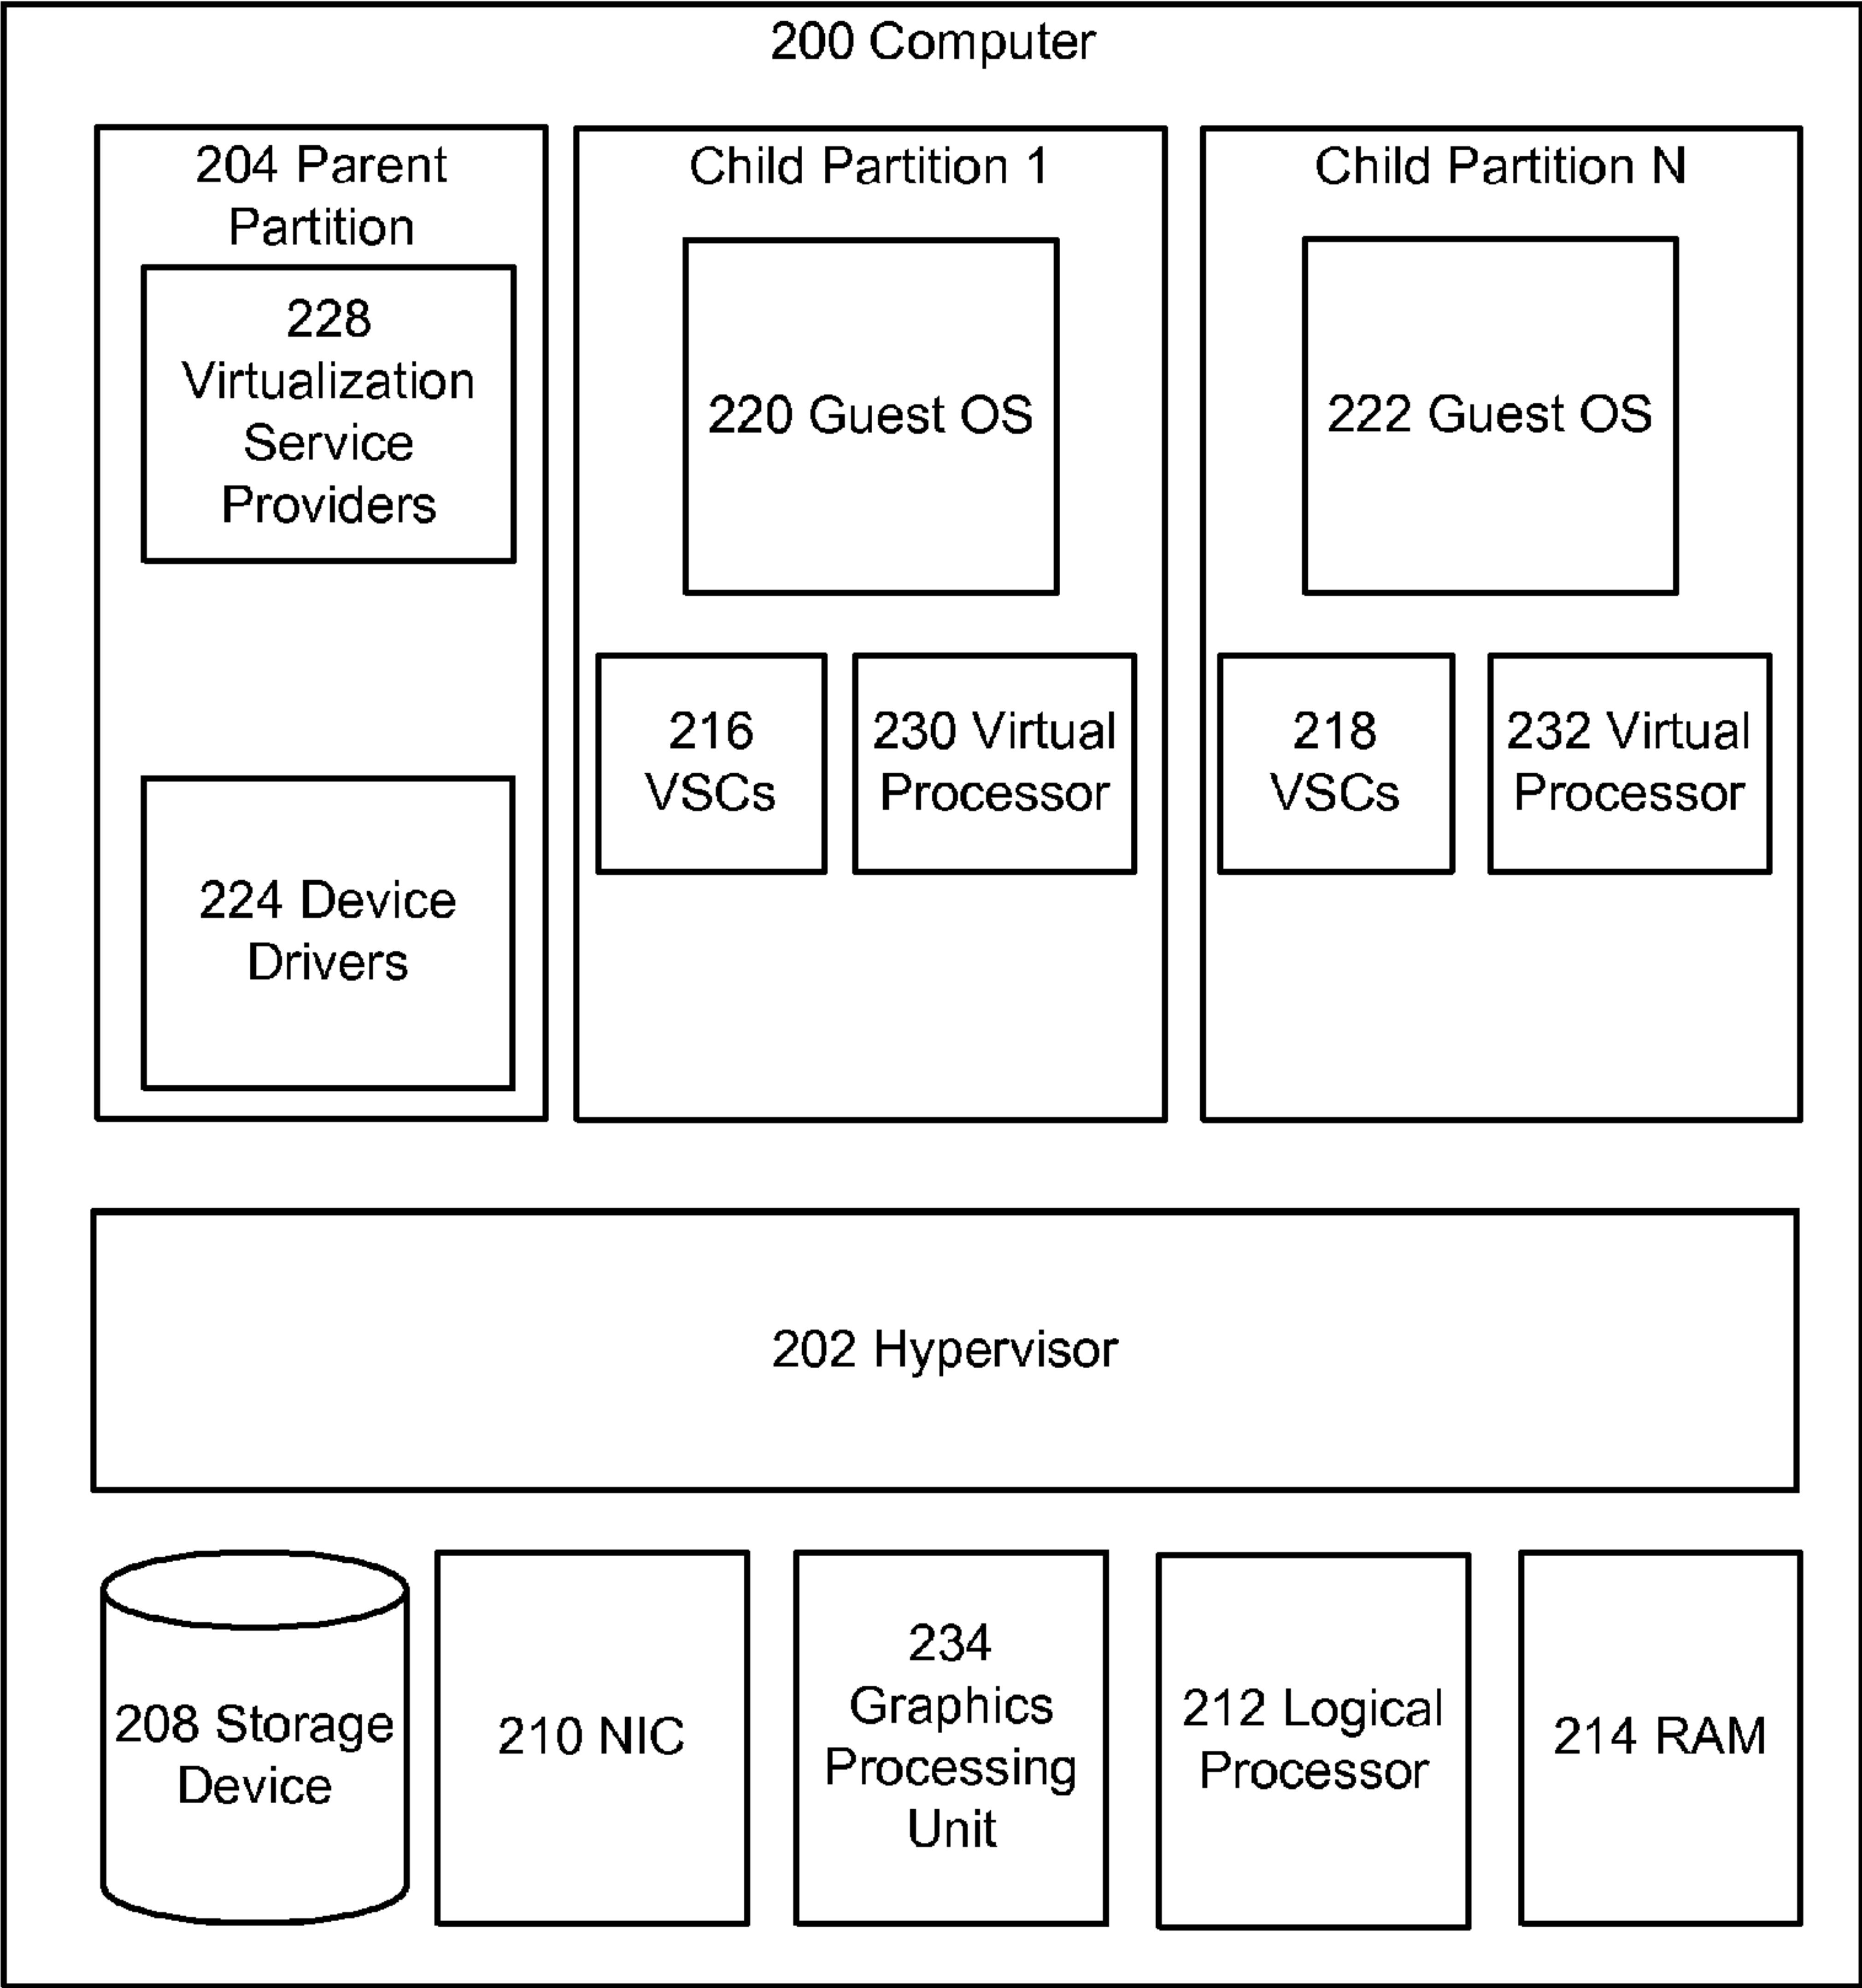 200 Computer
204 Parent
Partition
228
Virtualization
Service
Providers
224 Device
Drivers
Child Partition 1
220 Guest OS
216
VSCs
230 Virtual
Processor
Child Partition N
222 Guest OS
218
VSCs
232 Virtual
Processor
202 Hypervisor
208 Storage
Device
210 NIC
234
Graphics
Processing
Unit
212 Logical
Processor
214 RAM